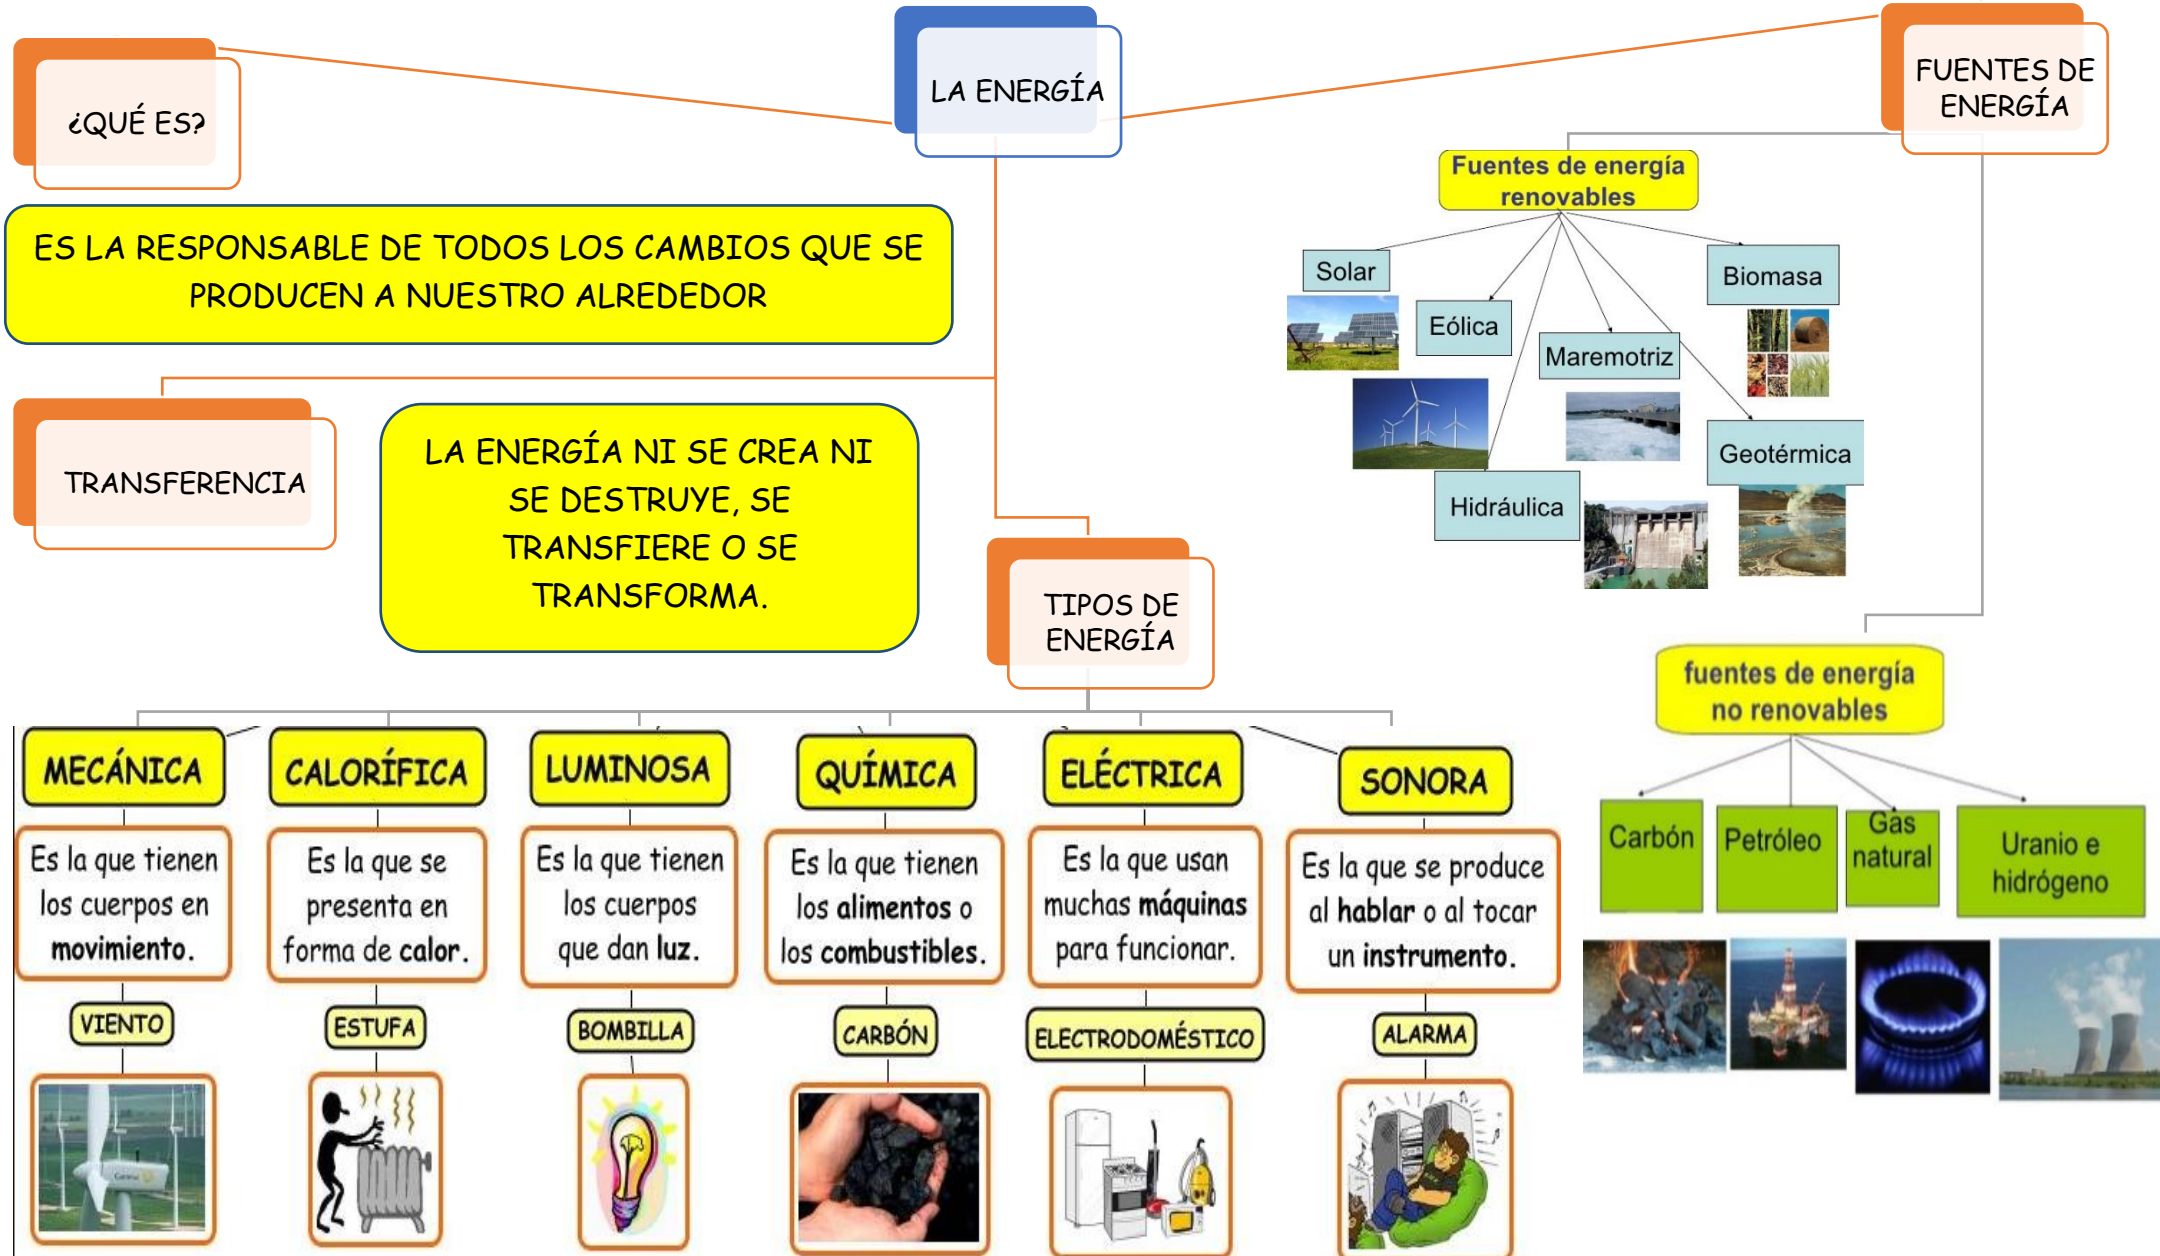 LA ENERGÍA
¿QUÉ ES?
ES LA RESPONSABLE DE TODOS LOS CAMBIOS QUE SE
PRODUCEN A NUESTRO ALREDEDOR
TRANSFERENCIA
LA ENERGÍA NI SE CREA NI
SE DESTRUYE, SE
TRANSFIERE O SE
TRANSFORMA.
FUENTES DE
ENERGÍA
Fuentes de energía
renovables
Solar
Eólica
Maremotriz
Biomasa
Hidráulica
Geotérmica
fuentes de energía
no renovables
Carbón
Petróleo
Gas
natural
Uranio e
hidrógeno
TIPOS DE
ENERGÍA
MECÁNICA
Es la que tienen
los cuerpos en
movimiento.
VIENTO
CALORÍFICA
Es la que se
presenta en
forma de calor.
ESTUFA
LUMINOSA
Es la que tienen
los cuerpos
que dan luz.
BOMBILLA
QUÍMICA
Es la que tienen
los alimentos o
los combustibles.
CARBÓN
ELÉCTRICA
Es la que usan
muchas máquinas
para funcionar.
ELECTRODOMÉSTICO
SONORA
Es la que se produce
al hablar o al tocar
un instrumento.
ALARMA